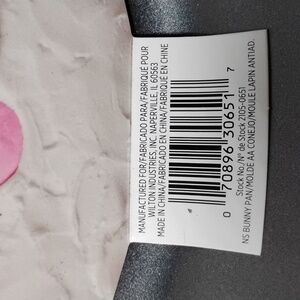 MANUFACTURED FOR/FABRICADO PARA/FABRIQUÉ POUR
WILTON INDUSTRIES, INC. NAPERVILLE, IL 60563
MADE IN CHINA/FABRICADO EN CHINA/FABRIQUÉ EN CHINE
0 70896 30651 7
Stock No./N° de Stock 2105-0651
NS BUNNY PAN/MOLDE AA CONEJO/MOULE LAPIN ANTIAD.